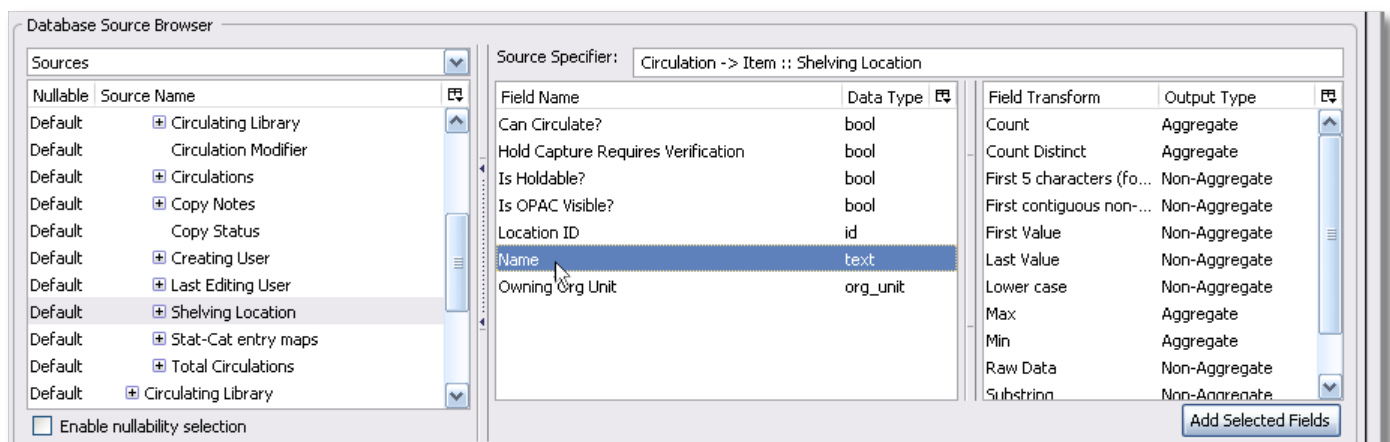 Database Source Browser
Sources
Nullable Source Name
Default Circulating Library
Default Circulation Modifier
Default Circulations
Default Copy Notes
Default Copy Status
Default Creating User
Default Last Editing User
Default Shelving Location
Default Stat-Cat entry maps
Default Total Circulations
Default Circulating Library
Enable nullability selection
Source Specifier: Circulation -> Item :: Shelving Location
Field Name Data Type
Can Circulate? bool
Hold Capture Requires Verification bool
Is Holdable? bool
Is OPAC Visible? bool
Location ID id
Name text
Owning Org Unit org_unit
Field Transform Output Type
Count Aggregate
Count Distinct Aggregate
First 5 characters (fo... Non-Aggregate
First contiguous non-... Non-Aggregate
First Value Non-Aggregate
Last Value Non-Aggregate
Lower case Non-Aggregate
Max Aggregate
Min Aggregate
Raw Data Non-Aggregate
Substring Non-Aggregate
Add Selected Fields